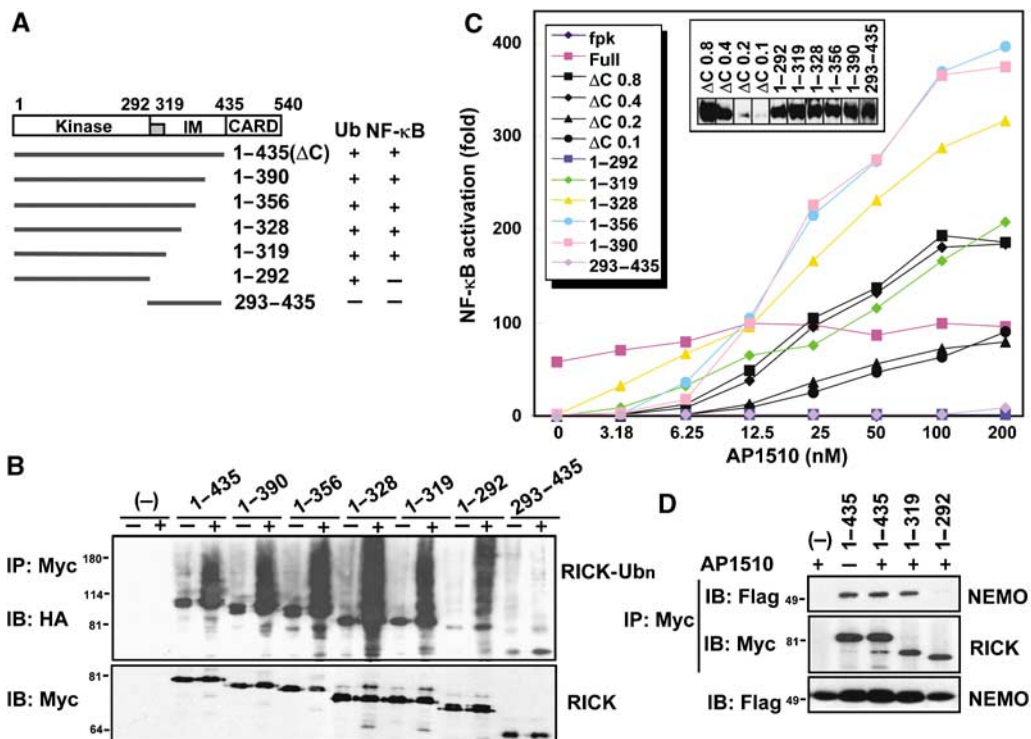 A
1 292 319 435 540
Kinase IM CARD
Ub NF-κB
1–435(ΔC) + +
1–390 + +
1–356 + +
1–328 + +
1–319 + +
1–292 + –
293–435 – –
C
NF-κB activation (fold)
400
300
200
100
0
fpk
Full
ΔC 0.8
ΔC 0.4
ΔC 0.2
ΔC 0.1
1–292
1–319
1–328
1–356
1–390
293–435
ΔC 0.8 ΔC 0.4 ΔC 0.2 ΔC 0.1 1–292 1–319 1–328 1–356 1–390 293–435
0 3.18 6.25 12.5 25 50 100 200
AP1510 (nM)
B
(–) 1–435 1–390 1–356 1–328 1–319 1–292 293–435
– + – + – + – + – + – + – + – +
IP: Myc
IB: HA
180
114
81
RICK-Ubn
IB: Myc
81
64
RICK
D
(–) 1–435 1–435 1–319 1–292
AP1510 + – + + +
IP: Myc
IB: Flag 49 NEMO
IB: Myc 81 RICK
IB: Flag 49 NEMO